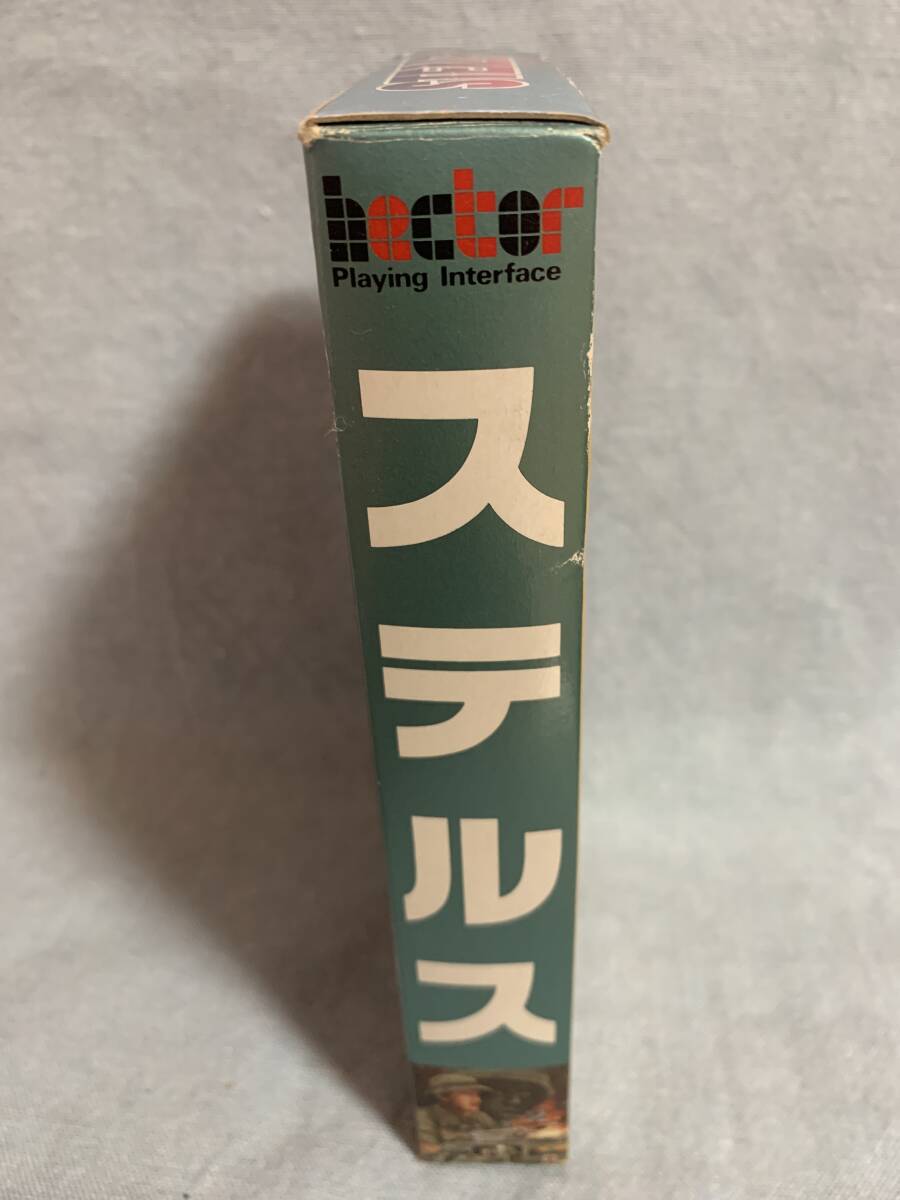 hector
Playing Interface
ステルス